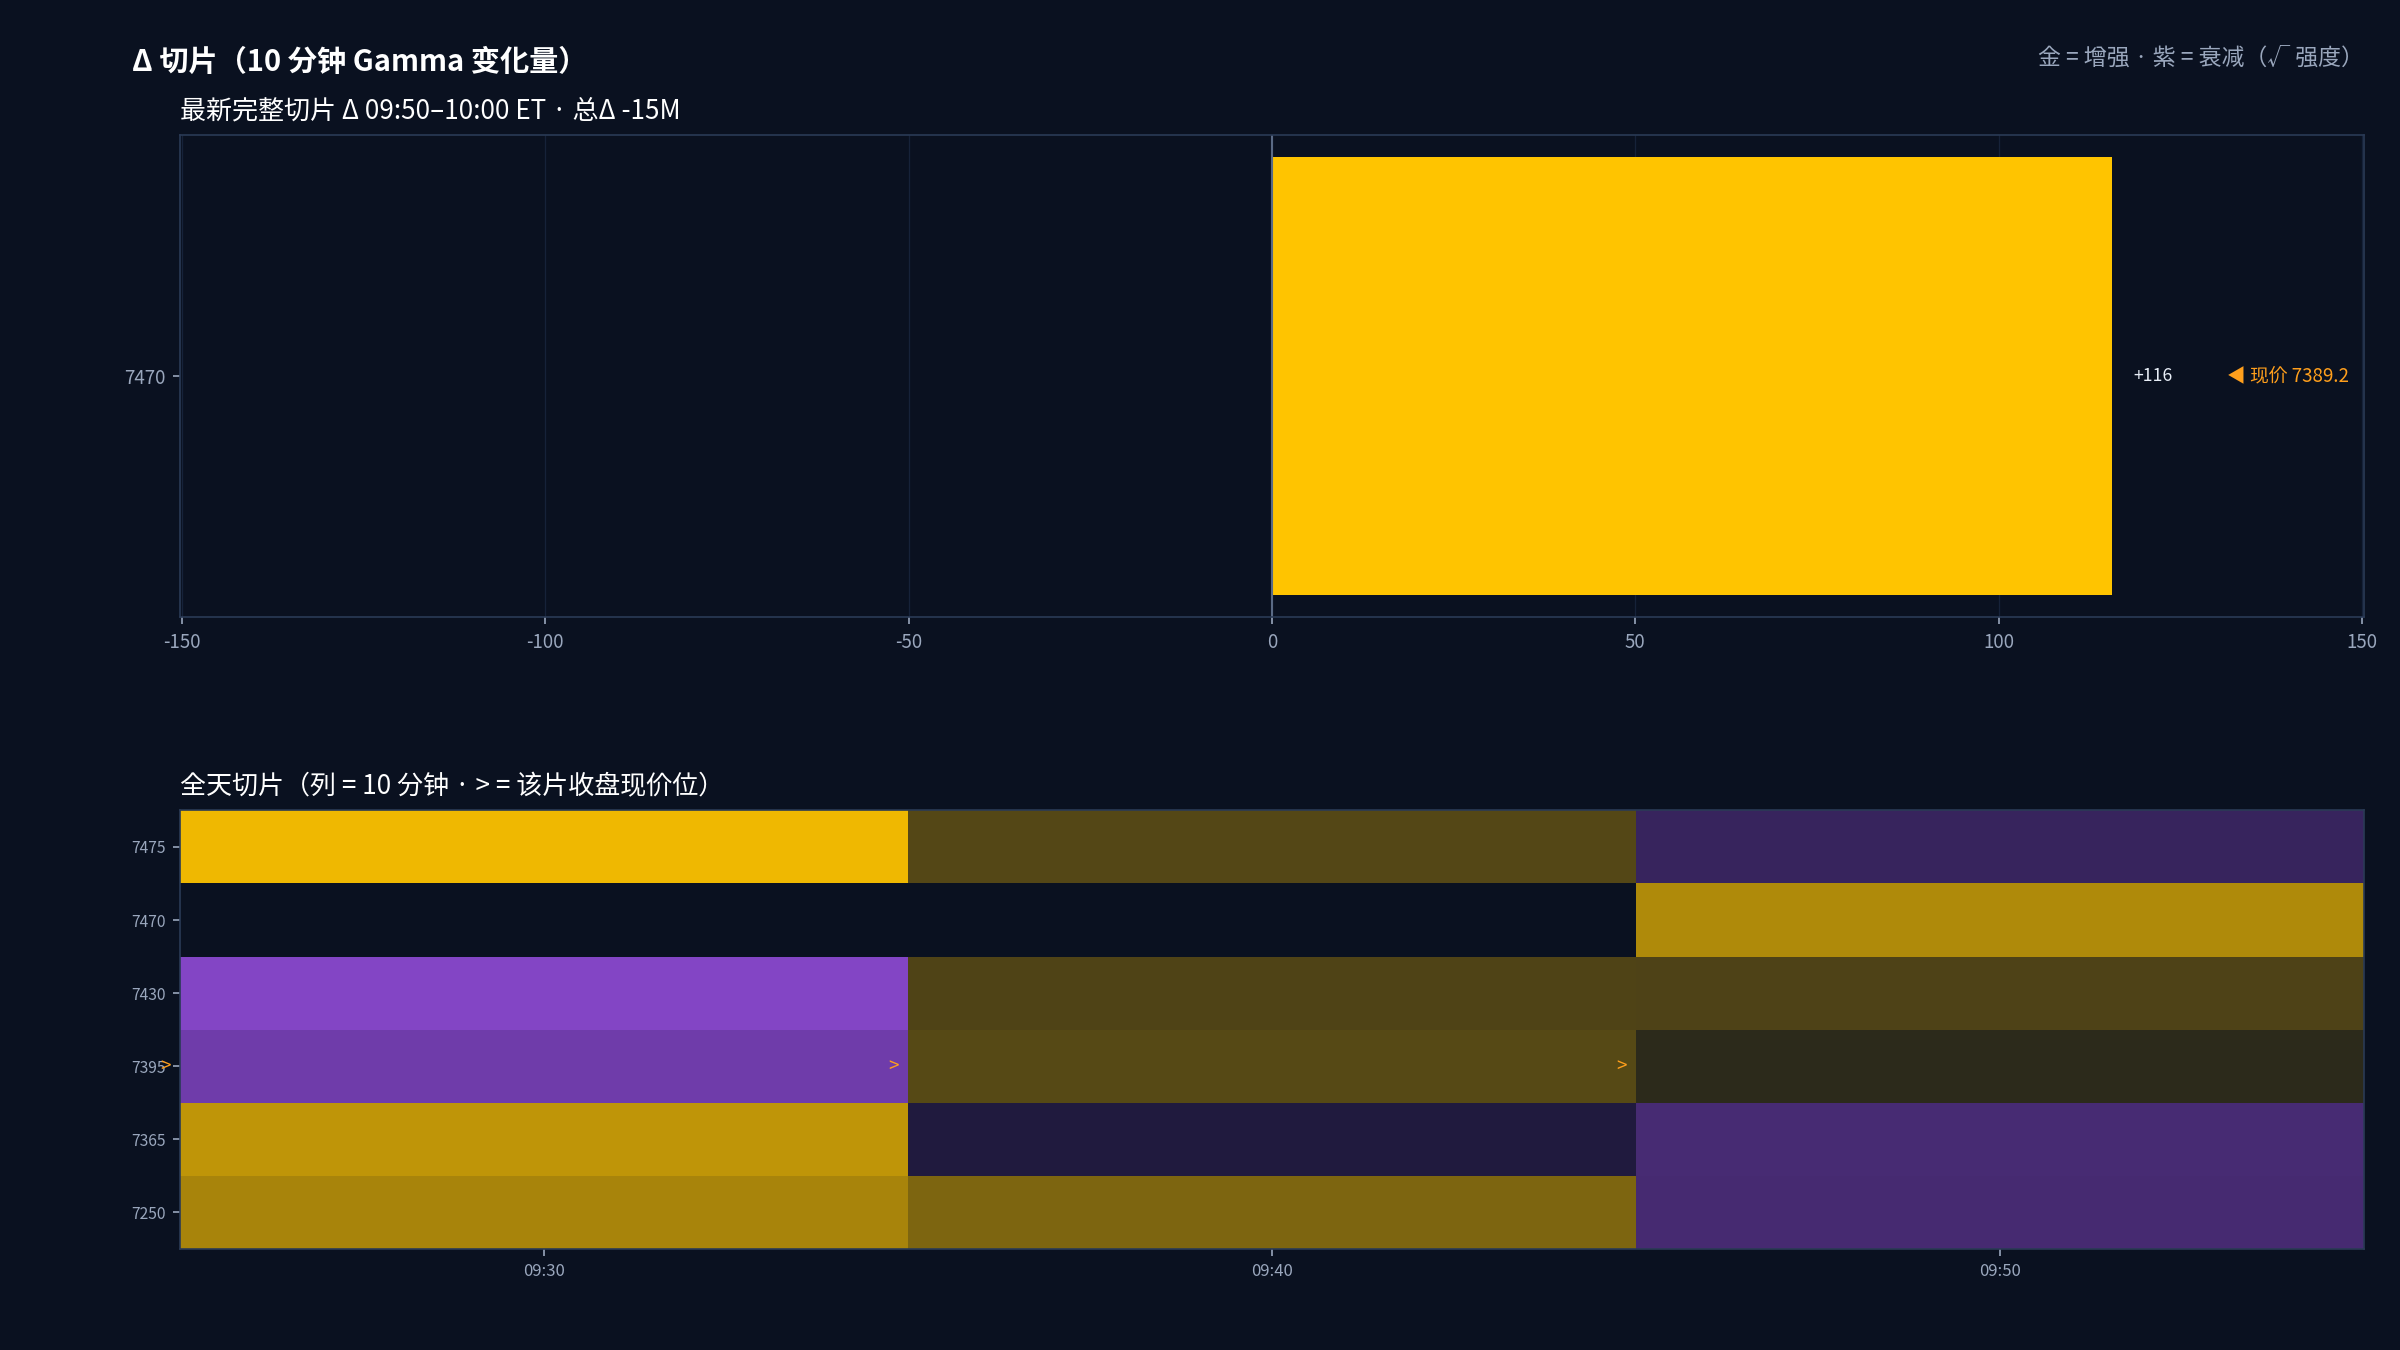 Δ 切片（10 分钟 Gamma 变化量）
金 = 增强 · 紫 = 衰减（√ 强度）
最新完整切片 Δ 09:50–10:00 ET · 总Δ -15M
7470
+116
◀ 现价 7389.2
-150 -100 -50 0 50 100 150
全天切片（列 = 10 分钟 · > = 该片收盘现价位）
7475
7470
7430
7395 > > >
7365
7250
09:30 09:40 09:50